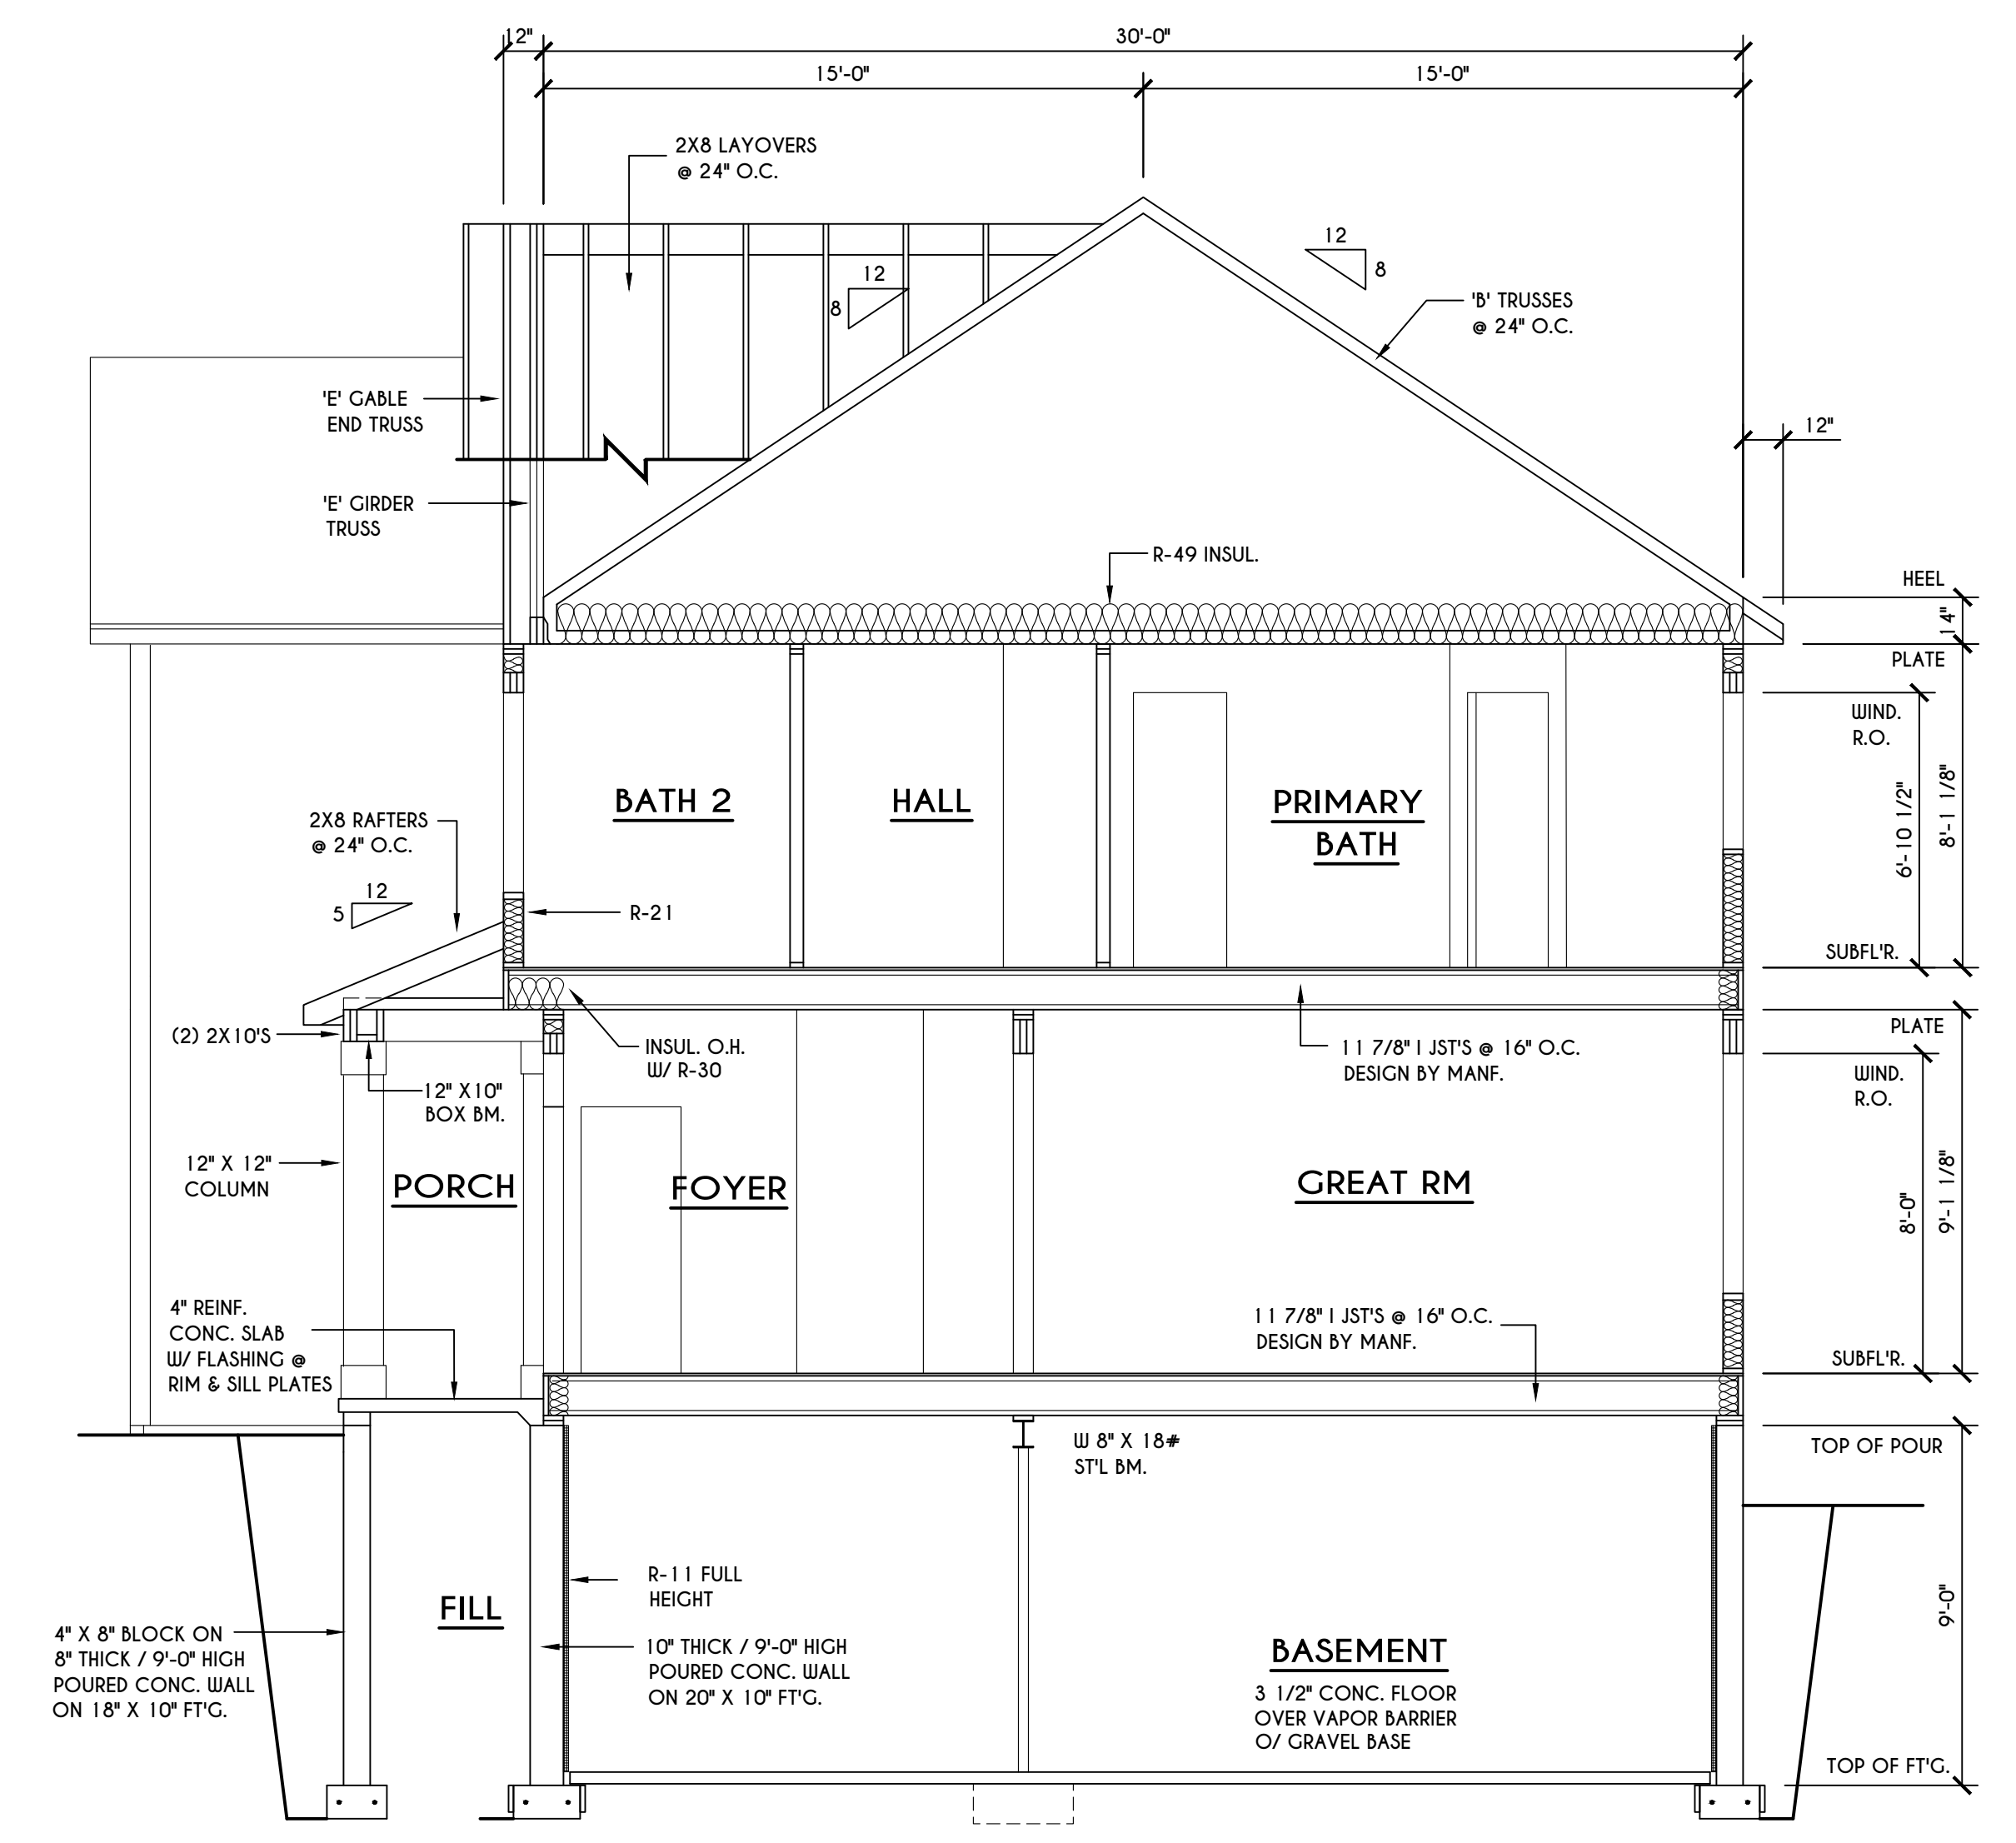 12"
30'-0"
15'-0"
15'-0"
2X8 LAYOVERS
@ 24" O.C.
12
8
12
8
'B' TRUSSES
@ 24" O.C.
'E' GABLE
END TRUSS
12"
'E' GIRDER
TRUSS
R-49 INSUL.
HEEL
14"
PLATE
WIND.
R.O.
6'-10 1/2"
8'-1 1/8"
BATH 2
HALL
PRIMARY
BATH
2X8 RAFTERS
@ 24" O.C.
12
5
R-21
SUBFL'R.
(2) 2X10'S
INSUL. O.H.
W/ R-30
11 7/8" I JST'S @ 16" O.C.
DESIGN BY MANF.
PLATE
WIND.
R.O.
12" X10"
BOX BM.
12" X 12"
COLUMN
PORCH
FOYER
GREAT RM
8'-0"
9'-1 1/8"
4" REINF.
CONC. SLAB
W/ FLASHING @
RIM & SILL PLATES
11 7/8" I JST'S @ 16" O.C.
DESIGN BY MANF.
SUBFL'R.
W 8" X 18#
ST'L BM.
TOP OF POUR
R-11 FULL
HEIGHT
FILL
9'-0"
4" X 8" BLOCK ON
8" THICK / 9'-0" HIGH
POURED CONC. WALL
ON 18" X 10" FT'G.
10" THICK / 9'-0" HIGH
POURED CONC. WALL
ON 20" X 10" FT'G.
BASEMENT
3 1/2" CONC. FLOOR
OVER VAPOR BARRIER
O/ GRAVEL BASE
TOP OF FT'G.